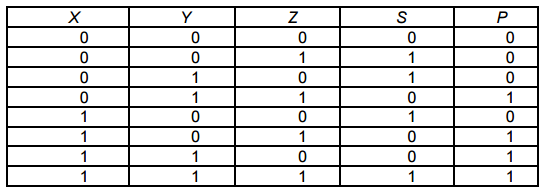 X Y Z S P
0 0 0 0 0
0 0 1 1 0
0 1 0 1 0
0 1 1 0 1
1 0 0 1 0
1 0 1 0 1
1 1 0 0 1
1 1 1 1 1